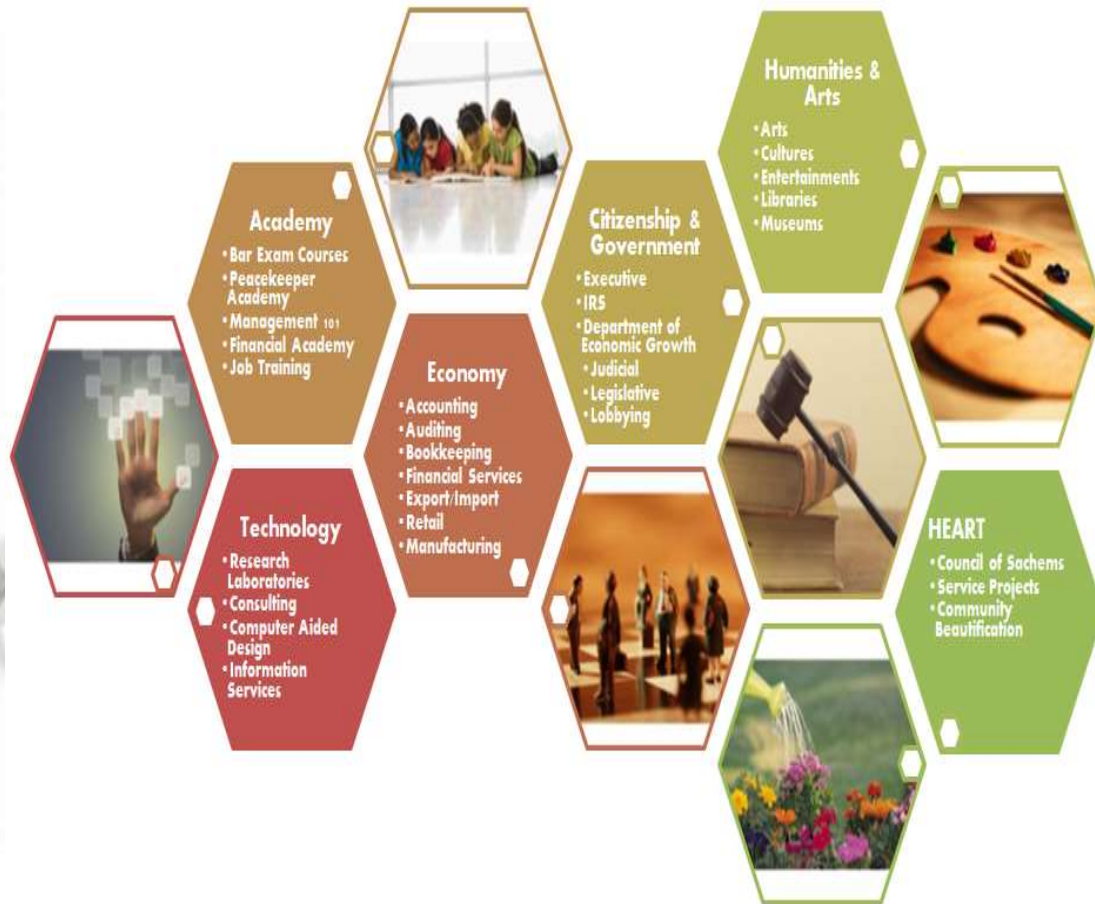 Humanities &
Arts
• Arts
• Cultures
• Entertainments
• Libraries
• Museums
Academy
• Bar Exam Courses
• Peacekeeper
Academy
• Management 101
• Financial Academy
• Job Training
Citizenship &
Government
• Executive
• IRS
• Department of
Economic Growth
• Judicial
• Legislative
• Lobbying
Economy
• Accounting
• Auditing
• Bookkeeping
• Financial Services
• Export/Import
• Retail
• Manufacturing
Technology
• Research
Laboratories
• Consulting
• Computer Aided
Design
• Information
Services
HEART
• Council of Sachems
• Service Projects
• Community
Beautification